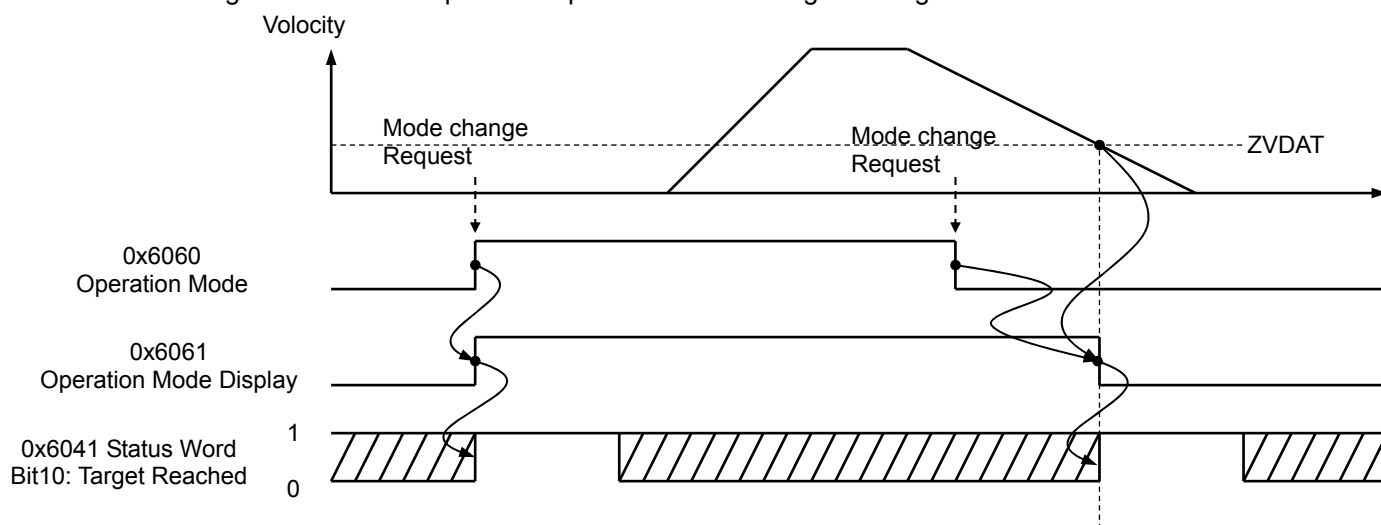 Volocity
Mode change
Request
Mode change
Request
ZVDAT
0x6060
Operation Mode
0x6061
Operation Mode Display
0x6041 Status Word
Bit10: Target Reached
1
0